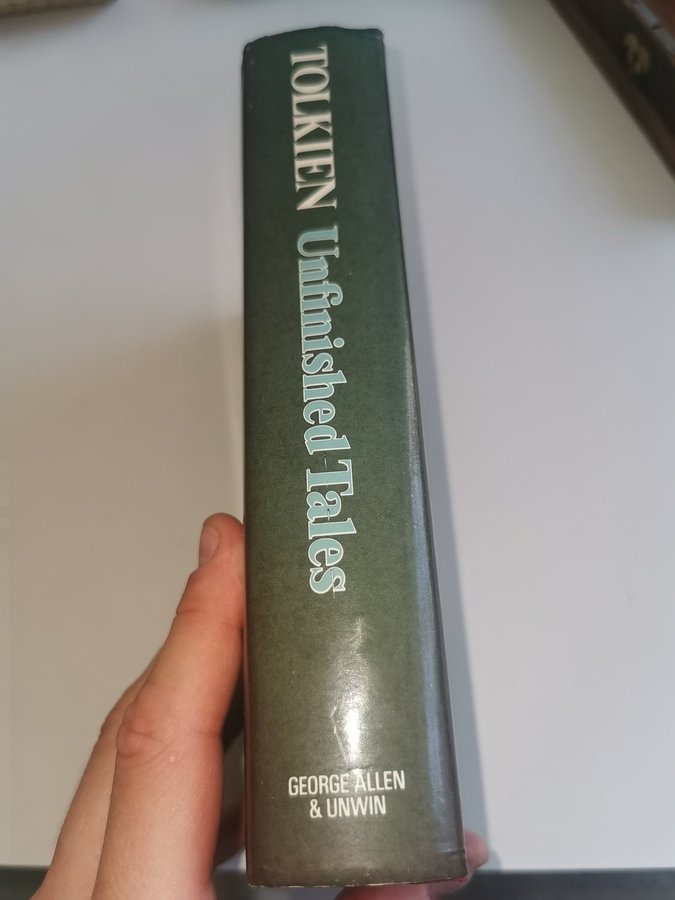 TOLKIEN Unfinished Tales
GEORGE ALLEN
& UNWIN